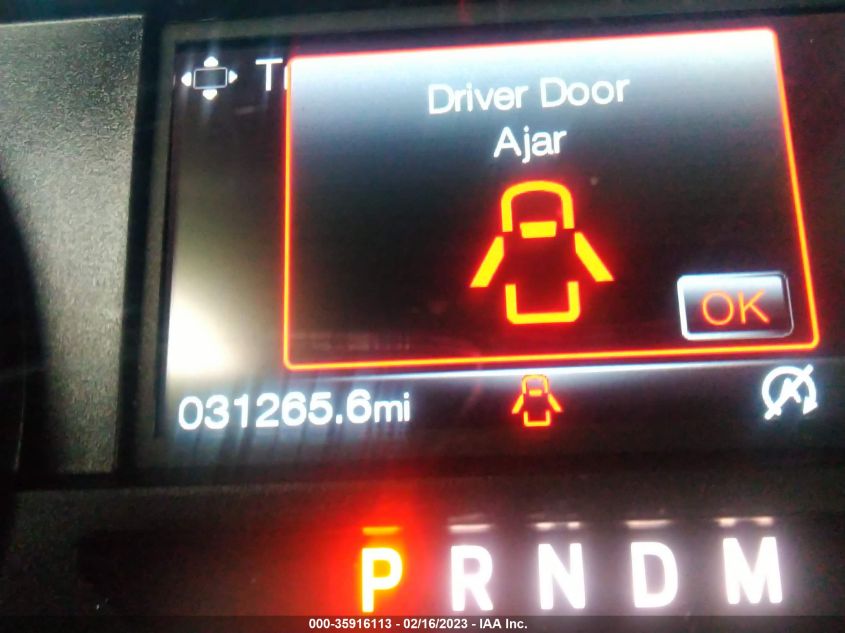 Driver Door
Ajar
OK
031265.6mi
A
P R N D M
000-35916113 - 02/16/2023 - IAA Inc.